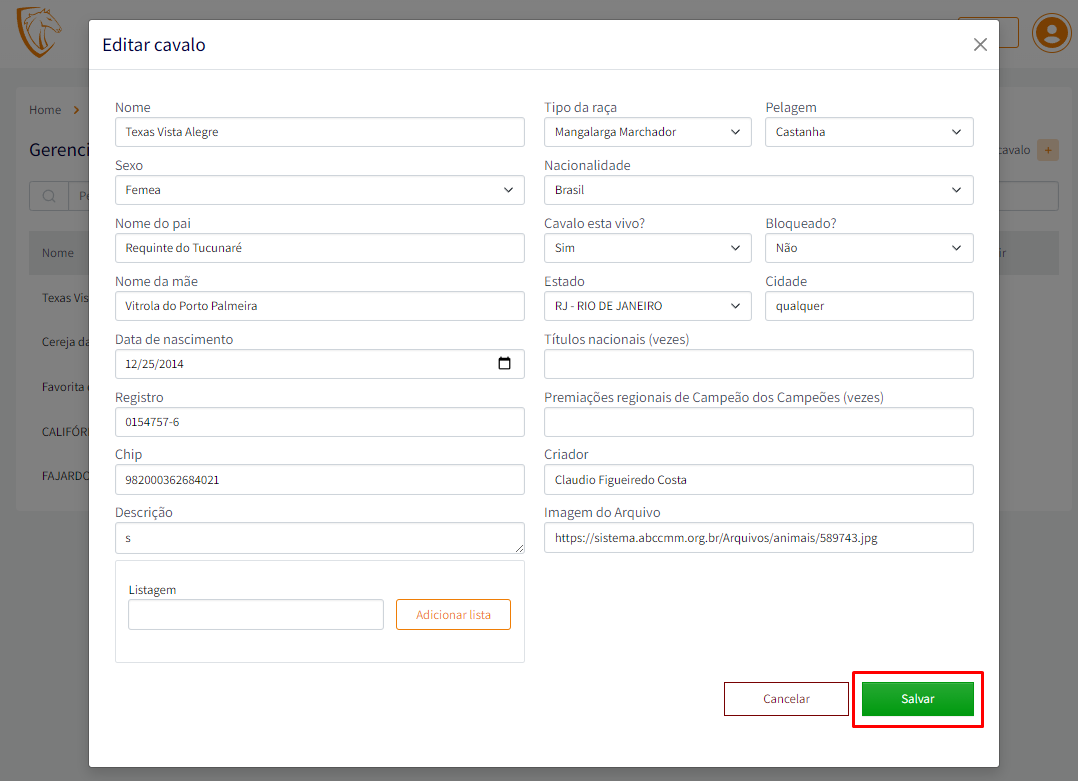 Editar cavalo
Home
Gerenci
cavalo +
Pe
Nome
ir
Texas Vis
Cereja da
Favorita
CALIFÓR
FAJARDO
Nome
Texas Vista Alegre
Tipo da raça
Mangalarga Marchador
Pelagem
Castanha
Sexo
Femea
Nacionalidade
Brasil
Nome do pai
Requinte do Tucunaré
Cavalo esta vivo?
Sim
Bloqueado?
Não
Nome da mãe
Vitrola do Porto Palmeira
Estado
RJ - RIO DE JANEIRO
Cidade
qualquer
Data de nascimento
12/25/2014
Títulos nacionais (vezes)
Registro
0154757-6
Premiações regionais de Campeão dos Campeões (vezes)
Chip
982000362684021
Criador
Claudio Figueiredo Costa
Descrição
s
Imagem do Arquivo
https://sistema.abccmm.org.br/Arquivos/animais/589743.jpg
Listagem
Adicionar lista
Cancelar
Salvar